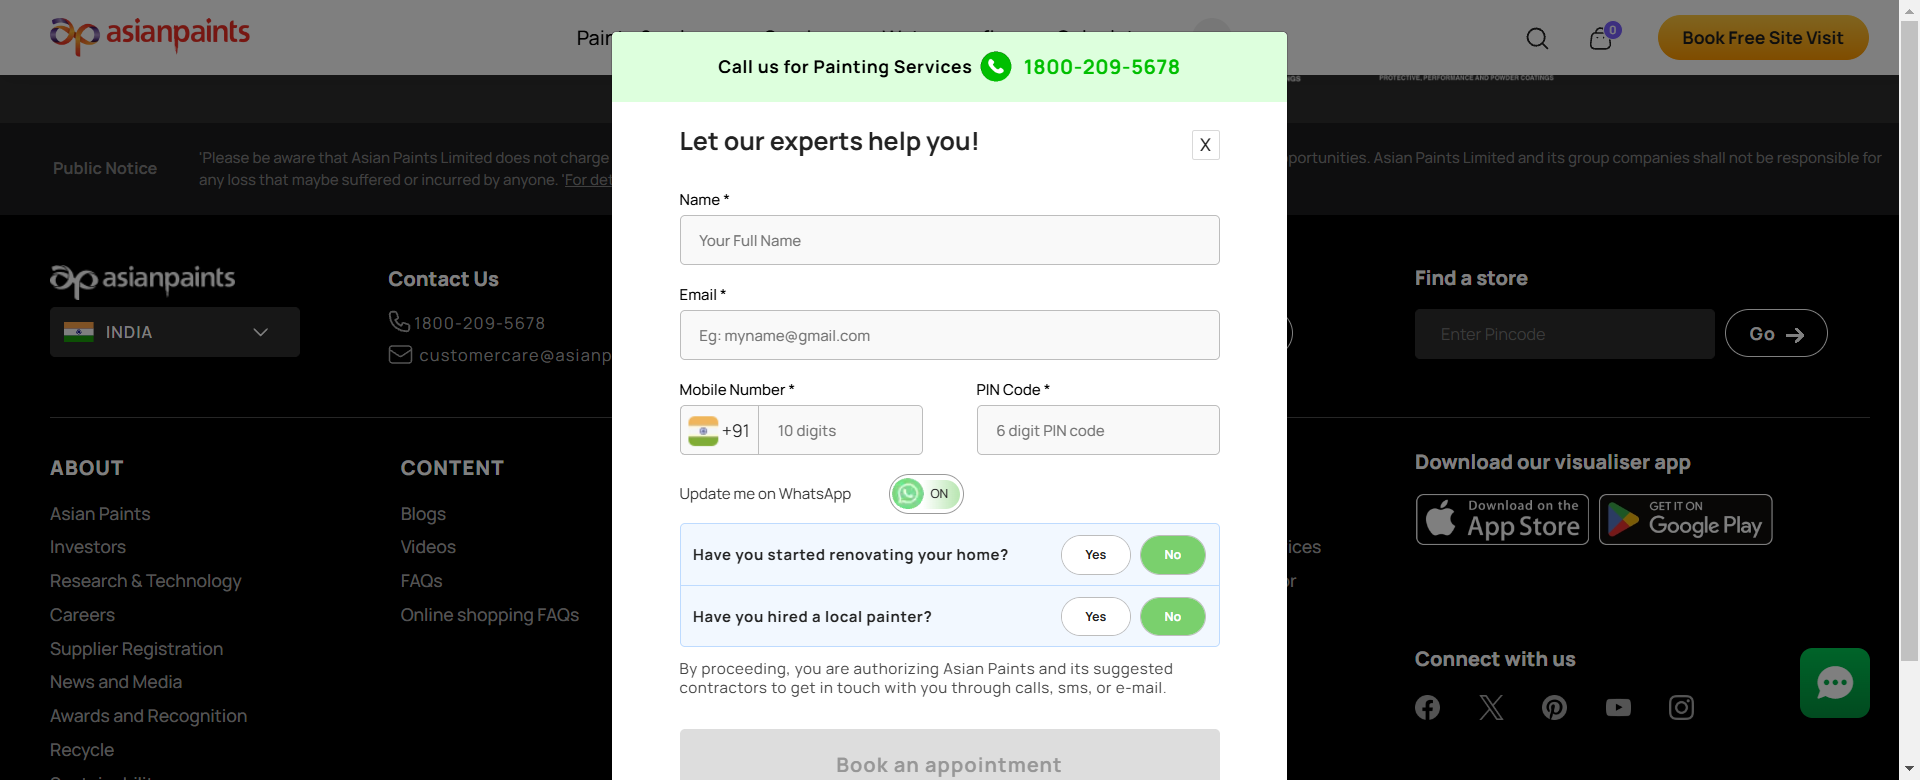 asianpaints
0
Book Free Site Visit
Call us for Painting Services 1800-209-5678
PROTECTIVE, PERFORMANCE AND POWDER COATINGS
Let our experts help you!
X
Public Notice
'Please be aware that Asian Paints Limited does not charge
portunities. Asian Paints Limited and its group companies shall not be responsible for
any loss that maybe suffered or incurred by anyone. 'For det
Name *
Your Full Name
Email *
Eg: myname@gmail.com
Mobile Number *
PIN Code *
+91
10 digits
6 digit PIN code
Update me on WhatsApp
ON
Have you started renovating your home?
Yes
No
Have you hired a local painter?
Yes
No
By proceeding, you are authorizing Asian Paints and its suggested
contractors to get in touch with you through calls, sms, or e-mail.
Book an appointment
asianpaints
INDIA
Contact Us
1800-209-5678
customercare@asianp
Find a store
Enter Pincode
Go
ABOUT
Asian Paints
Investors
Research & Technology
Careers
Supplier Registration
News and Media
Awards and Recognition
Recycle
CONTENT
Blogs
Videos
FAQs
Online shopping FAQs
ices
or
Download our visualiser app
Download on the
App Store
GET IT ON
Google Play
Connect with us